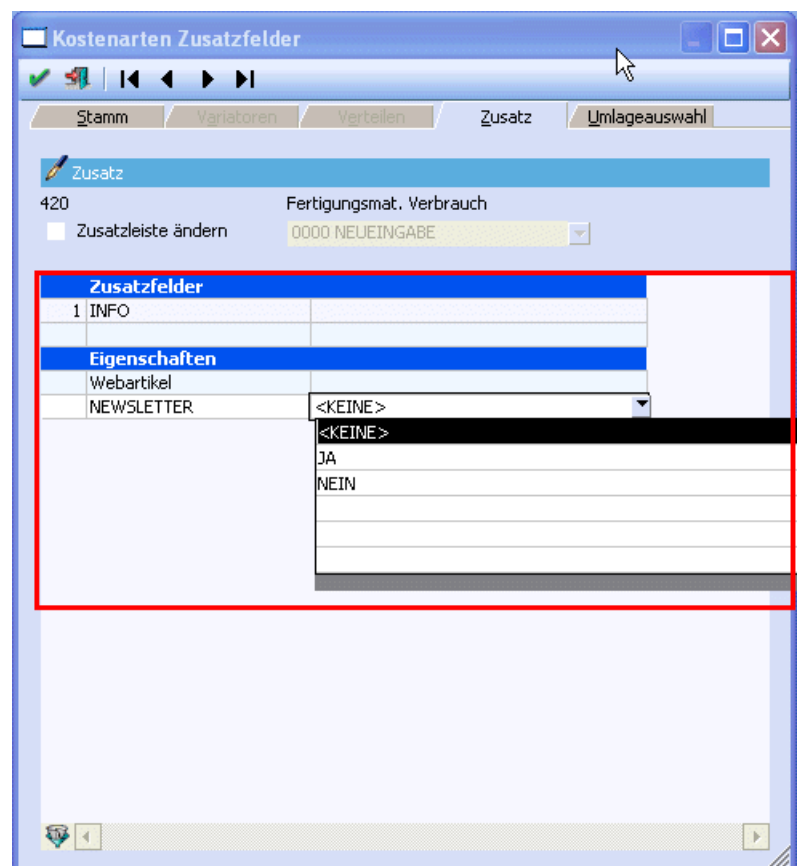 Kostenarten Zusatzfelder
Stamm Variatoren Verteilen Zusatz Umlageauswahl
Zusatz
420 Fertigungsmat. Verbrauch
Zusatzleiste ändern 0000 NEUEINGABE
Zusatzfelder
1 INFO
Eigenschaften
Webartikel
NEWSLETTER <KEINE>
<KEINE>
JA
NEIN